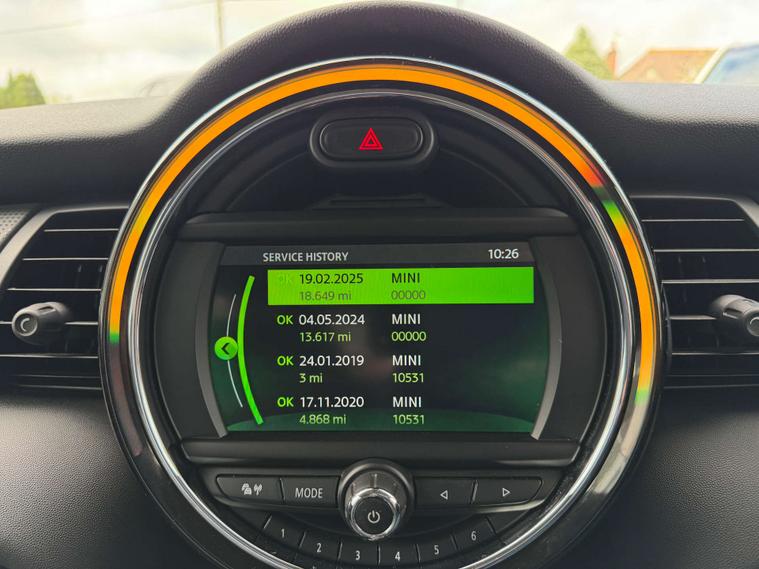 SERVICE HISTORY 10:26
OK 19.02.2025 MINI
18.649 mi 00000
OK 04.05.2024 MINI
13.617 mi 00000
OK 24.01.2019 MINI
3 mi 10531
OK 17.11.2020 MINI
4.868 mi 10531
MODE
1 2 3 4 5 6